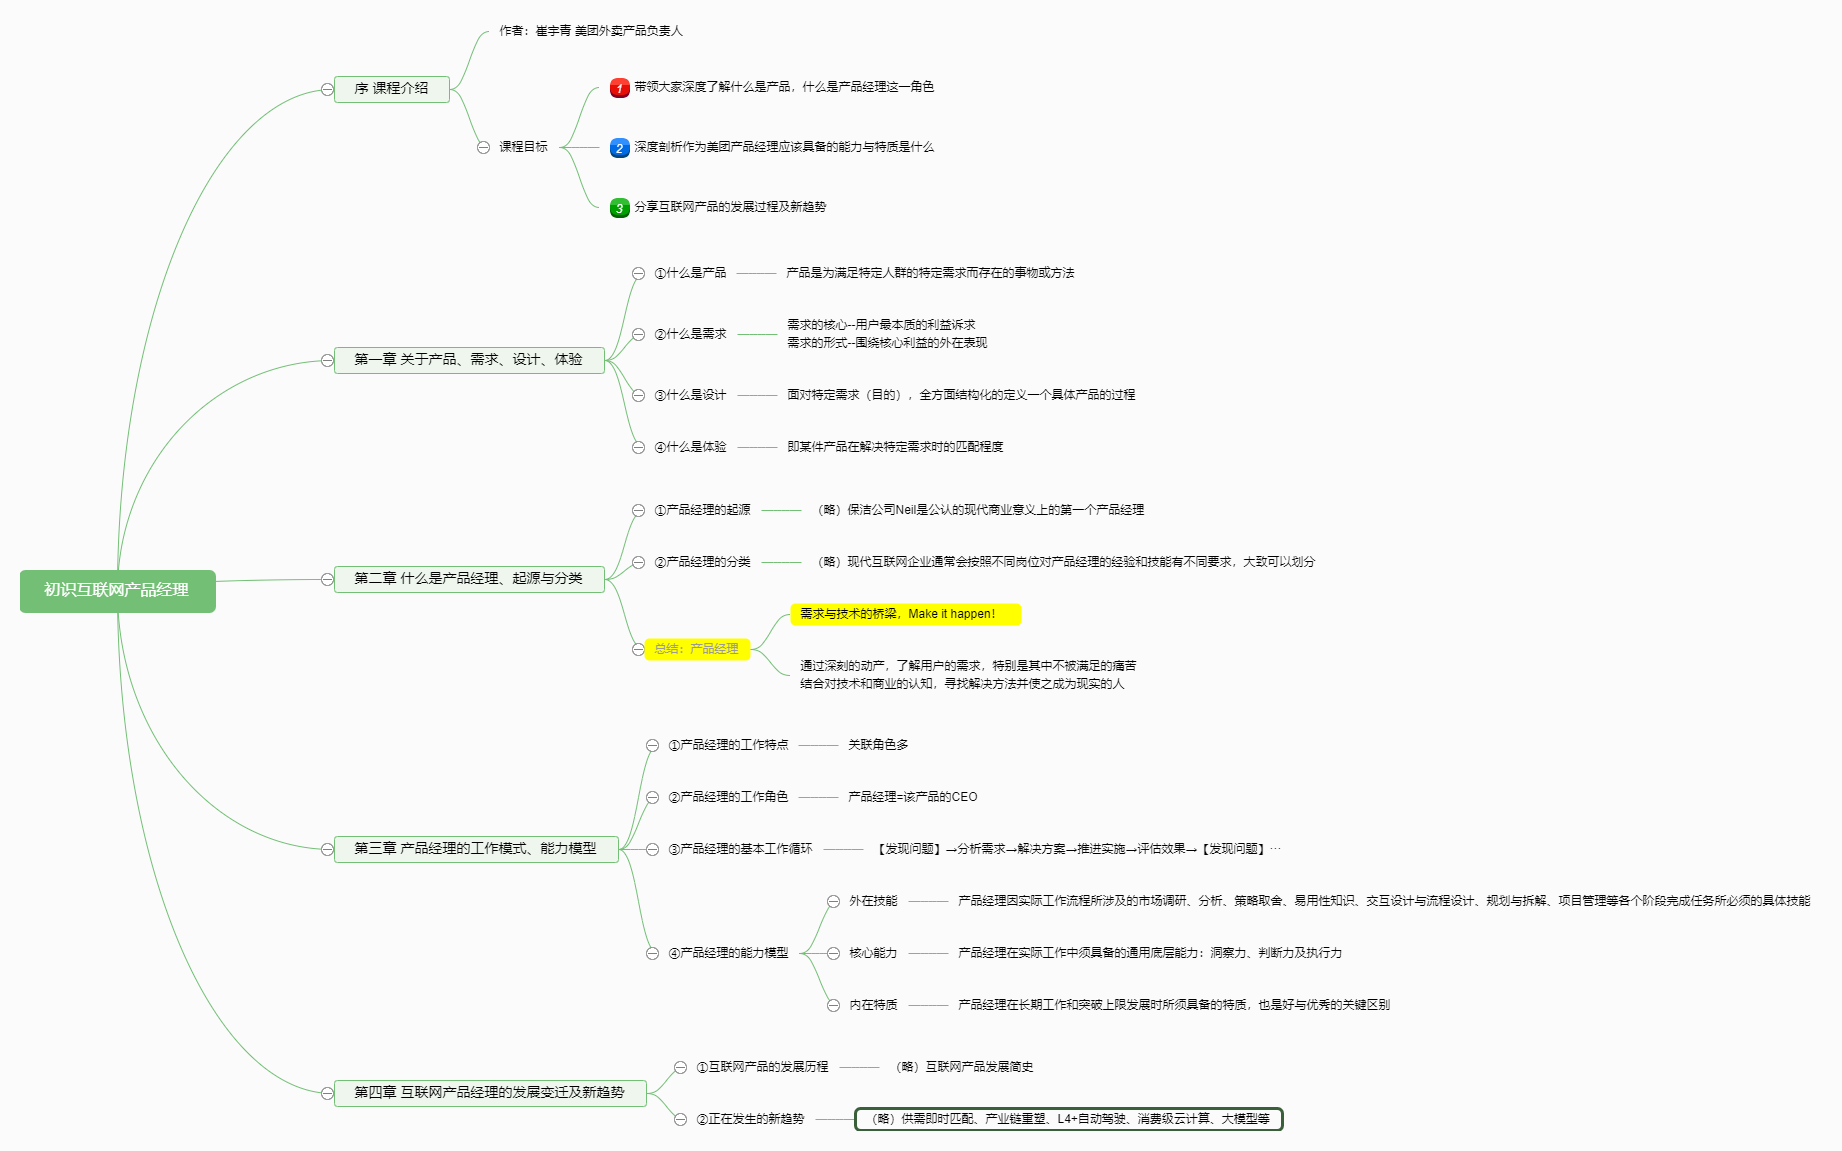 初识互联网产品经理
序 课程介绍
作者：崔宇青 美团外卖产品负责人
课程目标
1 带领大家深度了解什么是产品，什么是产品经理这一角色
2 深度剖析作为美团产品经理应该具备的能力与特质是什么
3 分享互联网产品的发展过程及新趋势
第一章 关于产品、需求、设计、体验
①什么是产品
产品是为满足特定人群的特定需求而存在的事物或方法
②什么是需求
需求的核心--用户最本质的利益诉求
需求的形式--围绕核心利益的外在表现
③什么是设计
面对特定需求（目的），全方面结构化的定义一个具体产品的过程
④什么是体验
即某件产品在解决特定需求时的匹配程度
第二章 什么是产品经理、起源与分类
①产品经理的起源
（略）保洁公司Neil是公认的现代商业意义上的第一个产品经理
②产品经理的分类
（略）现代互联网企业通常会按照不同岗位对产品经理的经验和技能有不同要求，大致可以划分
总结：产品经理
需求与技术的桥梁，Make it happen！
通过深刻的动产，了解用户的需求，特别是其中不被满足的痛苦
结合对技术和商业的认知，寻找解决方法并使之成为现实的人
第三章 产品经理的工作模式、能力模型
①产品经理的工作特点
关联角色多
②产品经理的工作角色
产品经理=该产品的CEO
③产品经理的基本工作循环
【发现问题】→分析需求→解决方案→推进实施→评估效果→【发现问题】…
④产品经理的能力模型
外在技能
产品经理因实际工作流程所涉及的市场调研、分析、策略取舍、易用性知识、交互设计与流程设计、规划与拆解、项目管理等各个阶段完成任务所必须的具体技能
核心能力
产品经理在实际工作中须具备的通用底层能力：洞察力、判断力及执行力
内在特质
产品经理在长期工作和突破上限发展时所须具备的特质，也是好与优秀的关键区别
第四章 互联网产品经理的发展变迁及新趋势
①互联网产品的发展历程
（略）互联网产品发展简史
②正在发生的新趋势
（略）供需即时匹配、产业链重塑、L4+自动驾驶、消费级云计算、大模型等